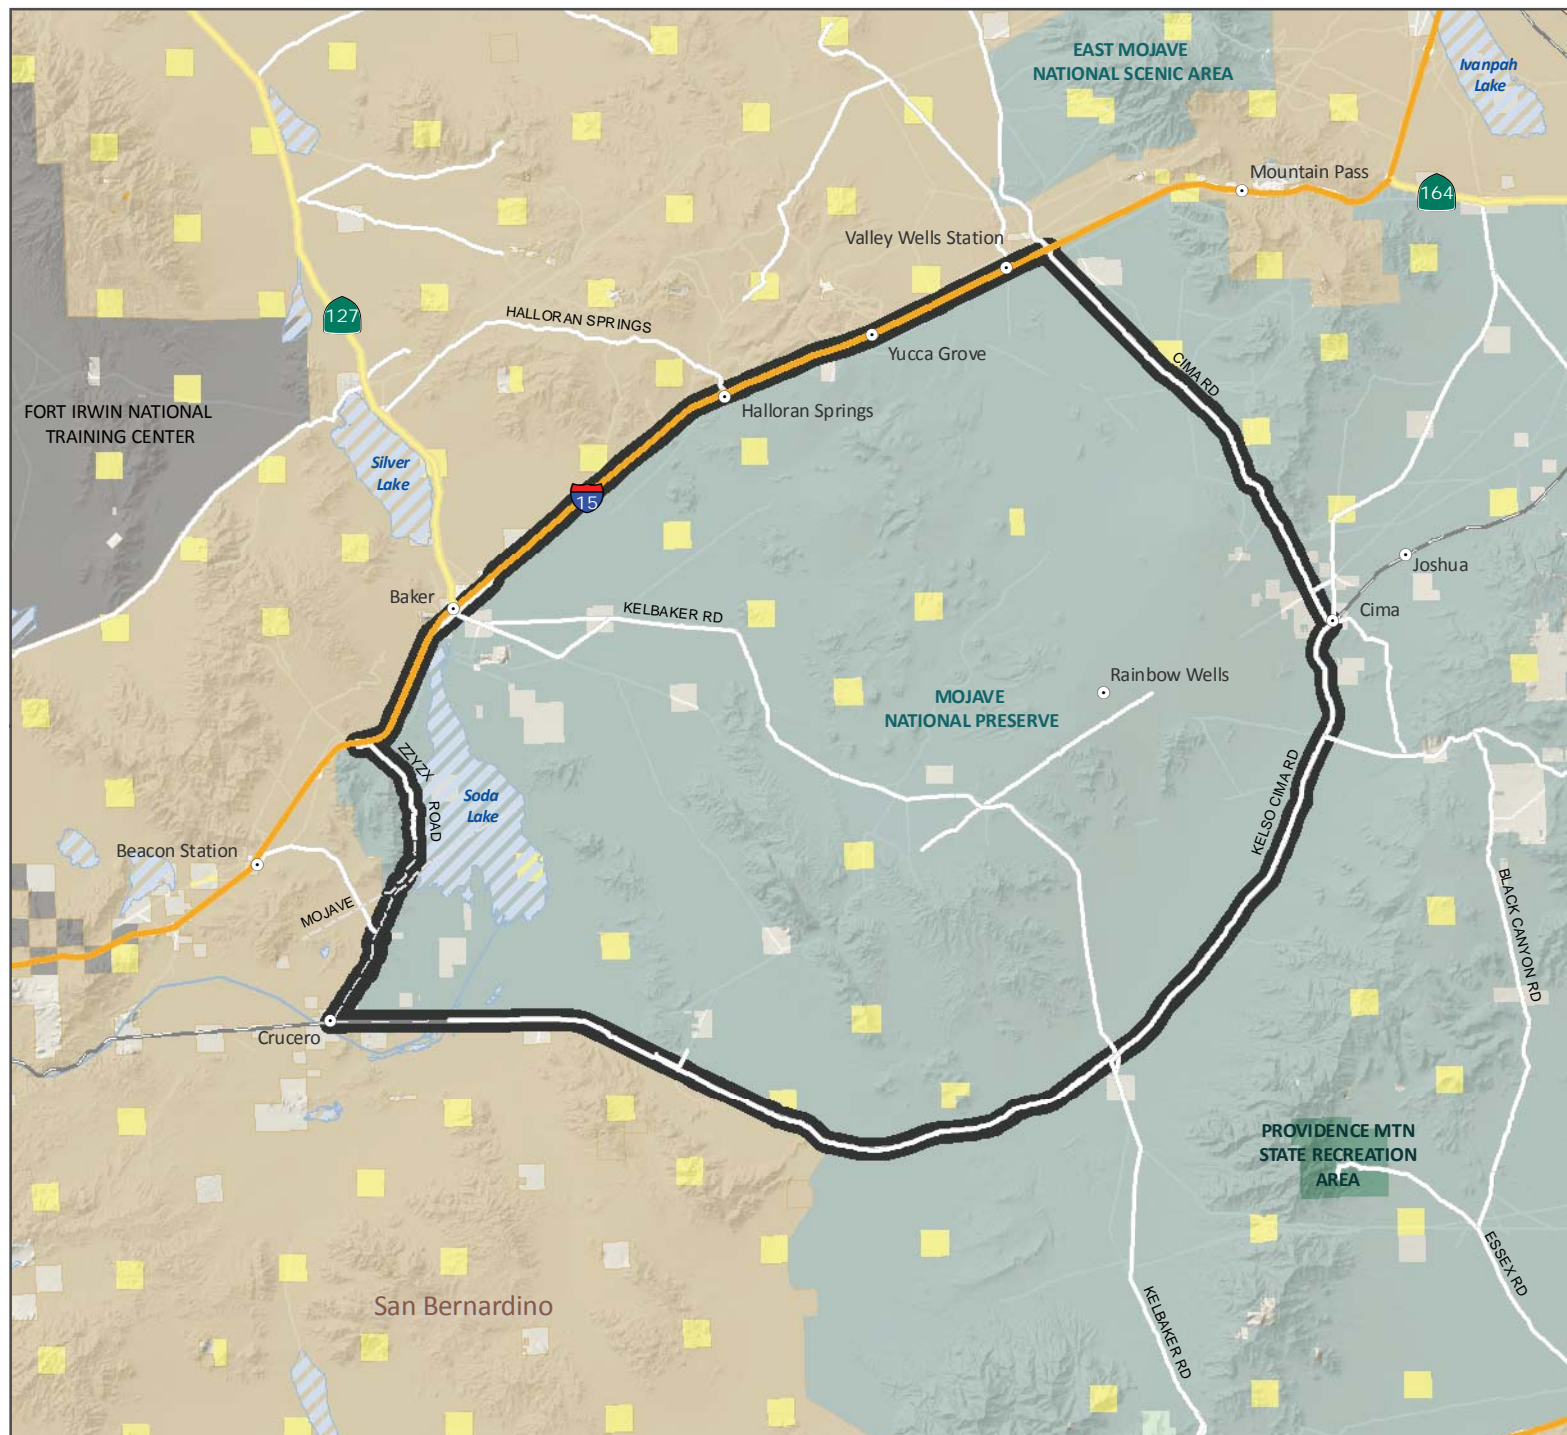 EAST MOJAVE
NATIONAL SCENIC AREA
Ivanpah
Lake
Mountain Pass
164
Valley Wells Station
127
HALLORAN SPRINGS
Yucca Grove
CIMA RD
FORT IRWIN NATIONAL
TRAINING CENTER
Halloran Springs
Silver
Lake
15
Joshua
Baker
KELBAKER RD
Cima
Rainbow Wells
MOJAVE
NATIONAL PRESERVE
ZZYZX
ROAD
Soda
Lake
KELSO CIMA RD
Beacon Station
MOJAVE
BLACK CANYON RD
Crucero
PROVIDENCE MTN
STATE RECREATION
AREA
ESSEX RD
San Bernardino
KELBAKER RD